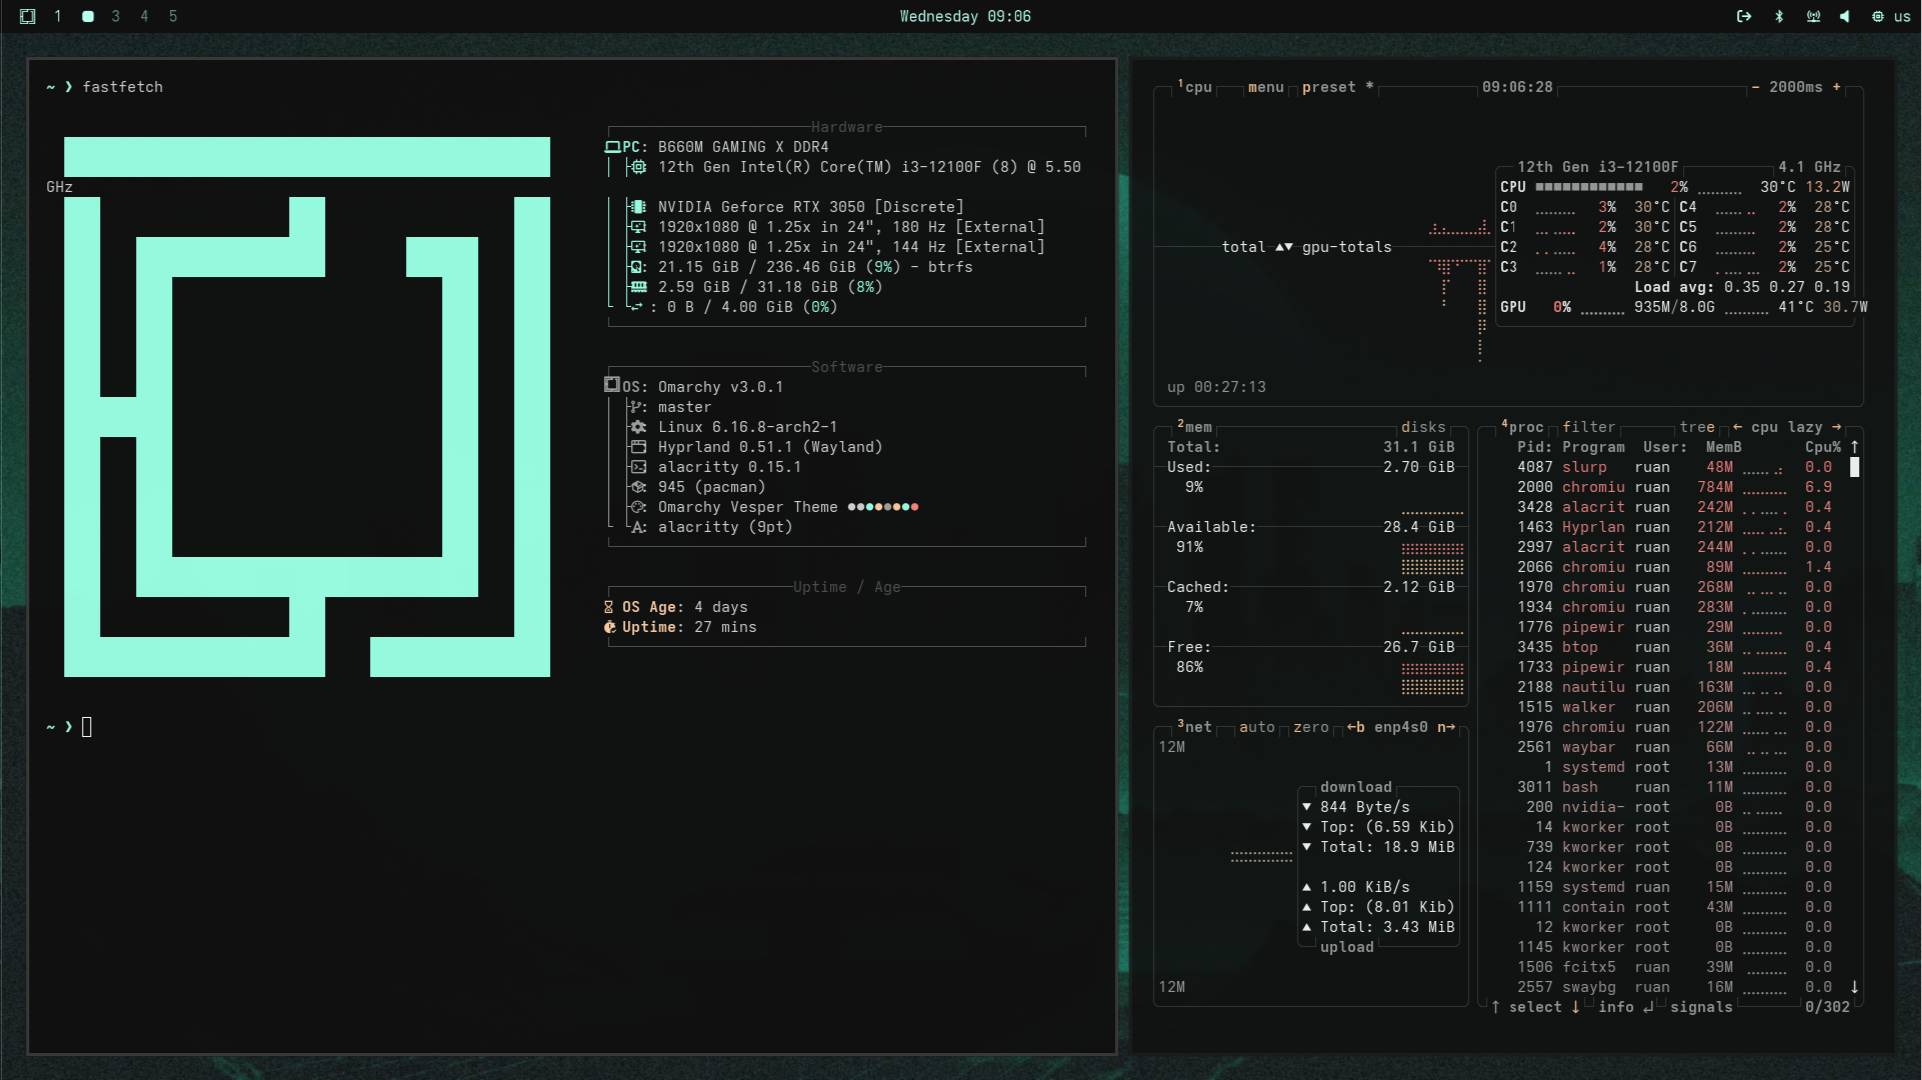 1 3 4 5 Wednesday 09:06 us
~ ❯ fastfetch
Hardware
PC: B660M GAMING X DDR4
12th Gen Intel(R) Core(TM) i3-12100F (8) @ 5.50
GHz
NVIDIA Geforce RTX 3050 [Discrete]
1920x1080 @ 1.25x in 24", 180 Hz [External]
1920x1080 @ 1.25x in 24", 144 Hz [External]
: 21.15 GiB / 236.46 GiB (9%) - btrfs
2.59 GiB / 31.18 GiB (8%)
: 0 B / 4.00 GiB (0%)
Software
OS: Omarchy v3.0.1
: master
Linux 6.16.8-arch2-1
Hyprland 0.51.1 (Wayland)
alacritty 0.15.1
945 (pacman)
Omarchy Vesper Theme
A: alacritty (9pt)
Uptime / Age
OS Age: 4 days
Uptime: 27 mins
~ ❯
1cpu menu preset * 09:06:28 - 2000ms +
12th Gen i3-12100F 4.1 GHz
CPU 2% 30°C 13.2W
C0 3% 30°C C4 2% 28°C
C1 2% 30°C C5 2% 28°C
total ▲▼ gpu-totals
C2 4% 28°C C6 2% 25°C
C3 1% 28°C C7 2% 25°C
Load avg: 0.35 0.27 0.19
GPU 0% 935M/8.0G 41°C 30.7W
up 00:27:13
2mem disks
Total: 31.1 GiB
Used: 2.70 GiB
9%
Available: 28.4 GiB
91%
Cached: 2.12 GiB
7%
Free: 26.7 GiB
86%
3net auto zero ←b enp4s0 n→
12M
download
▼ 844 Byte/s
▼ Top: (6.59 Kib)
▼ Total: 18.9 MiB
▲ 1.00 KiB/s
▲ Top: (8.01 Kib)
▲ Total: 3.43 MiB
upload
12M
4proc filter tree ← cpu lazy →
Pid: Program User: MemB Cpu% ↑
4087 slurp ruan 48M 0.0
2000 chromiu ruan 784M 6.9
3428 alacrit ruan 242M 0.4
1463 Hyprlan ruan 212M 0.4
2997 alacrit ruan 244M 0.0
2066 chromiu ruan 89M 1.4
1970 chromiu ruan 268M 0.0
1934 chromiu ruan 283M 0.0
1776 pipewir ruan 29M 0.0
3435 btop ruan 36M 0.4
1733 pipewir ruan 18M 0.4
2188 nautilu ruan 163M 0.0
1515 walker ruan 206M 0.0
1976 chromiu ruan 122M 0.0
2561 waybar ruan 66M 0.0
1 systemd root 13M 0.0
3011 bash ruan 11M 0.0
200 nvidia- root 0B 0.0
14 kworker root 0B 0.0
739 kworker root 0B 0.0
124 kworker root 0B 0.0
1159 systemd ruan 15M 0.0
1111 contain root 43M 0.0
12 kworker root 0B 0.0
1145 kworker root 0B 0.0
1506 fcitx5 ruan 39M 0.0
2557 swaybg ruan 16M 0.0 ↓
↑ select ↓ info ↵ signals 0/302